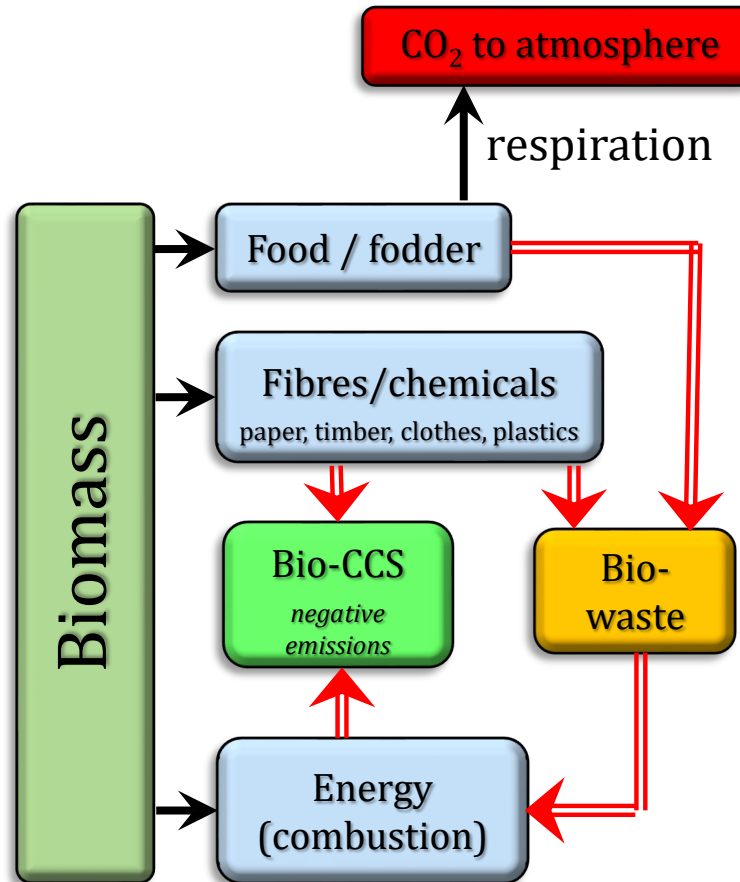 CO₂ to atmosphere
respiration
Food / fodder
Fibres/chemicals
paper, timber, clothes, plastics
Biomass
Bio-CCS
negative
emissions
Bio-
waste
Energy
(combustion)